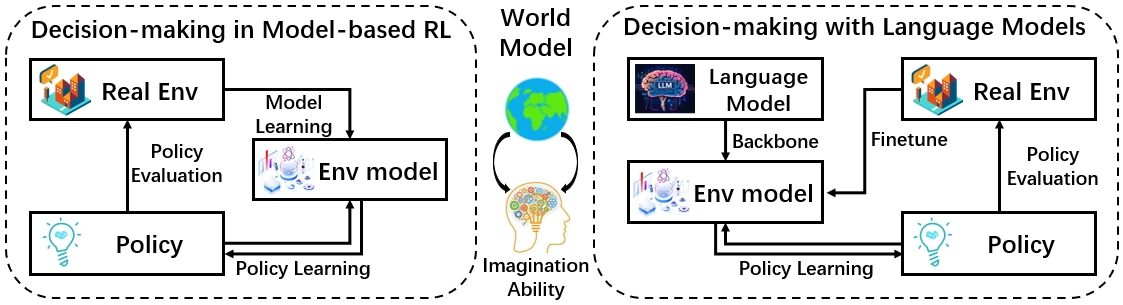 Decision-making in Model-based RL
Real Env
Model
Learning
Env model
Policy
Evaluation
Policy
Policy Learning
World
Model
Imagination
Ability
Decision-making with Language Models
LLM
Language
Model
Real Env
Backbone
Finetune
Env model
Policy
Evaluation
Policy
Policy Learning